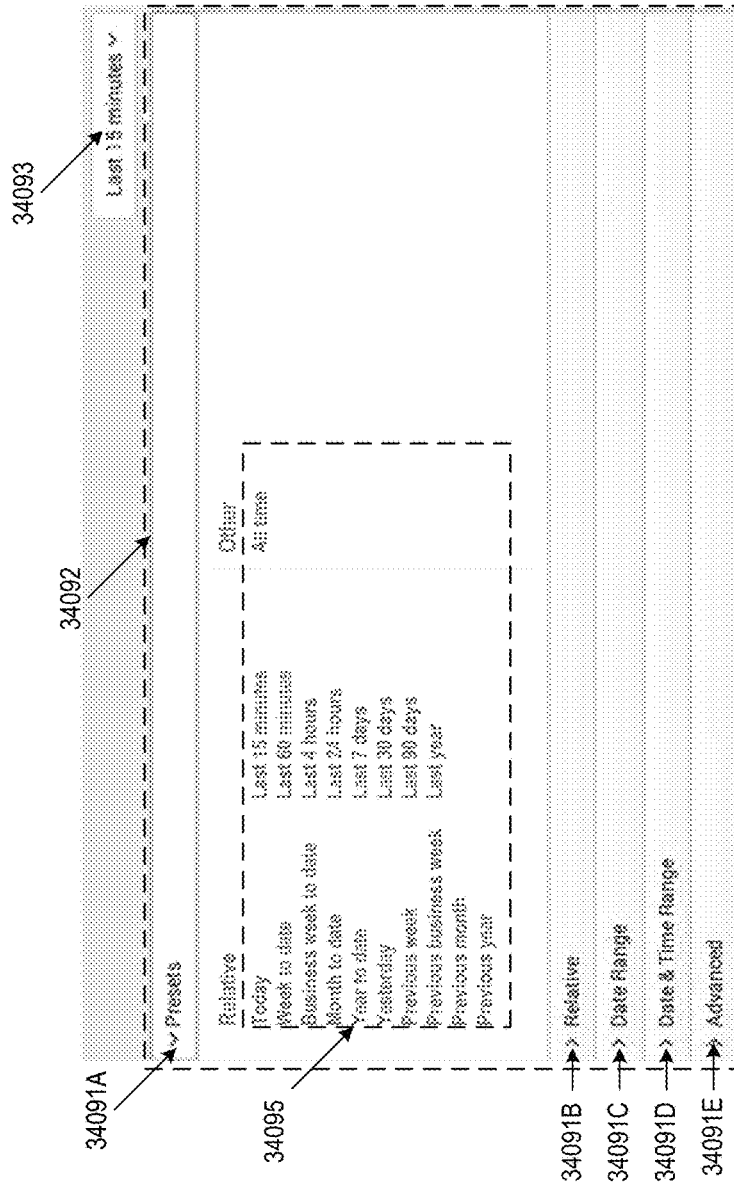 34093
Last 15 minutes
34092
34091A
Presets
Relative
Other
Today
Last 15 minutes
All time
Week to date
Last 60 minutes
Business week to date
Last 4 hours
Month to date
Last 24 hours
Year to date
Last 7 days
Yesterday
Last 30 days
Previous week
Last 90 days
Previous business week
Last year
Previous month
Previous year
34095
34091B
> Relative
34091C
> Date Range
34091D
> Date & Time Range
34091E
> Advanced